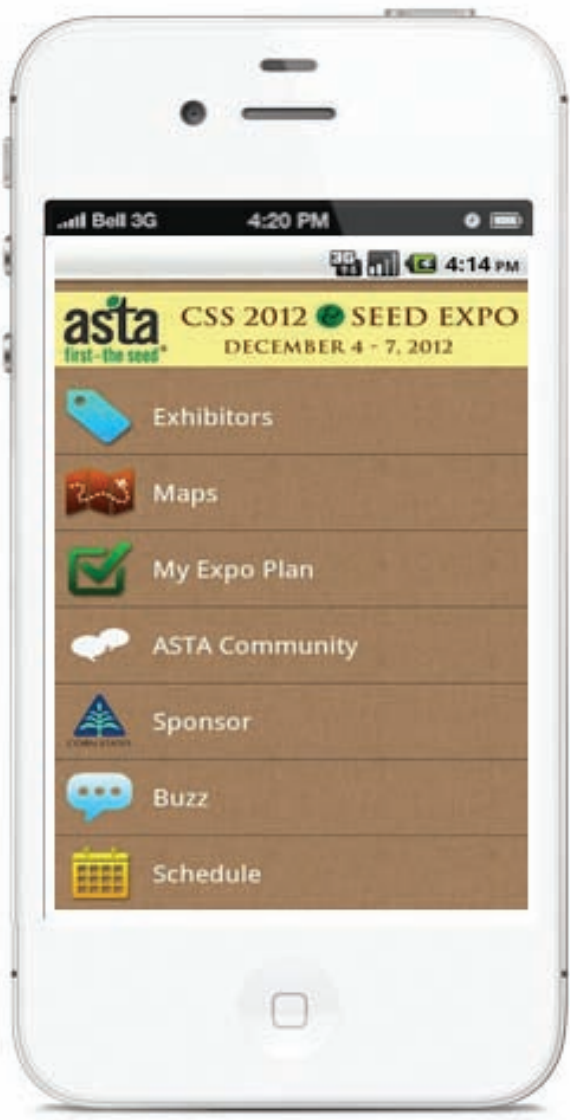 Bell 3G 4:20 PM
3G 4:14 PM
asta CSS 2012 & SEED EXPO
first–the seed® DECEMBER 4 - 7, 2012
Exhibitors
Maps
My Expo Plan
ASTA Community
Sponsor
Buzz
Schedule